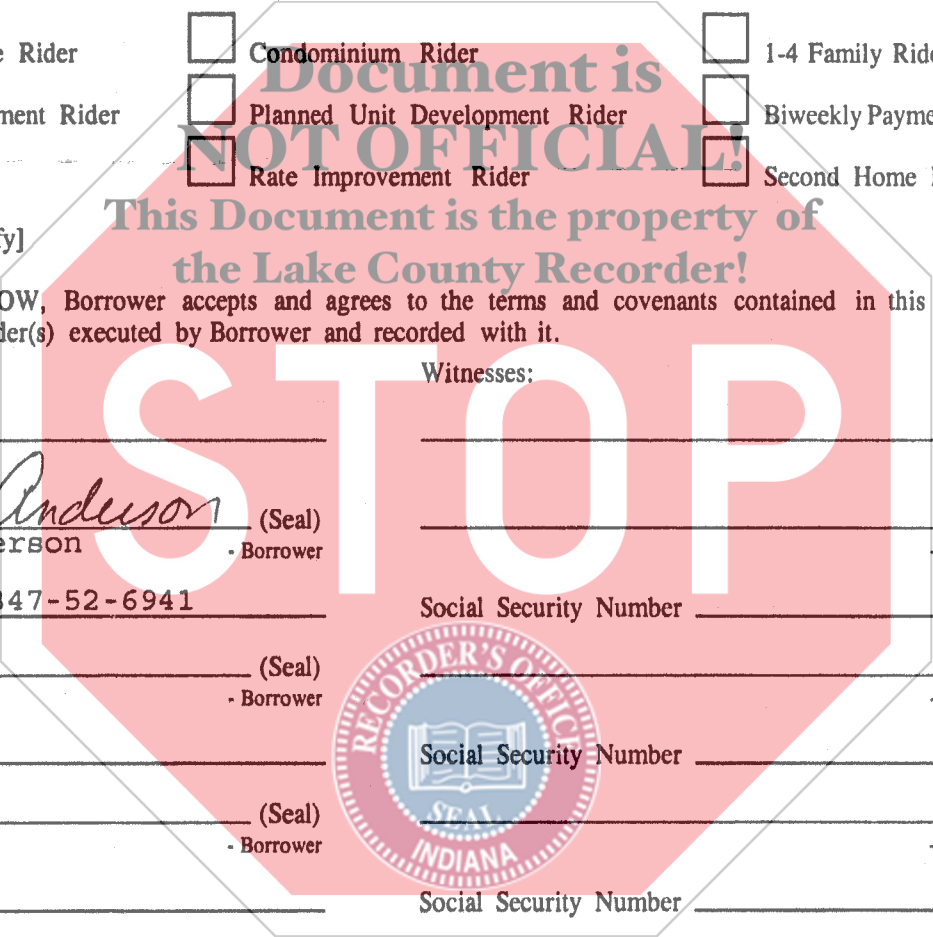 e Rider Condominium Rider 1-4 Family Ride
Document is
ment Rider Planned Unit Development Rider Biweekly Payme
NOT OFFICIAL!
Rate Improvement Rider Second Home
This Document is the property of
fy]
the Lake County Recorder!
OW, Borrower accepts and agrees to the terms and covenants contained in this
der(s) executed by Borrower and recorded with it.
Witnesses:
STOP
Anderson (Seal)
erson - Borrower
47-52-6941 Social Security Number
(Seal)
- Borrower
RECORDER'S OFFICE
Social Security Number
SEAL
(Seal)
- Borrower
INDIANA
Social Security Number